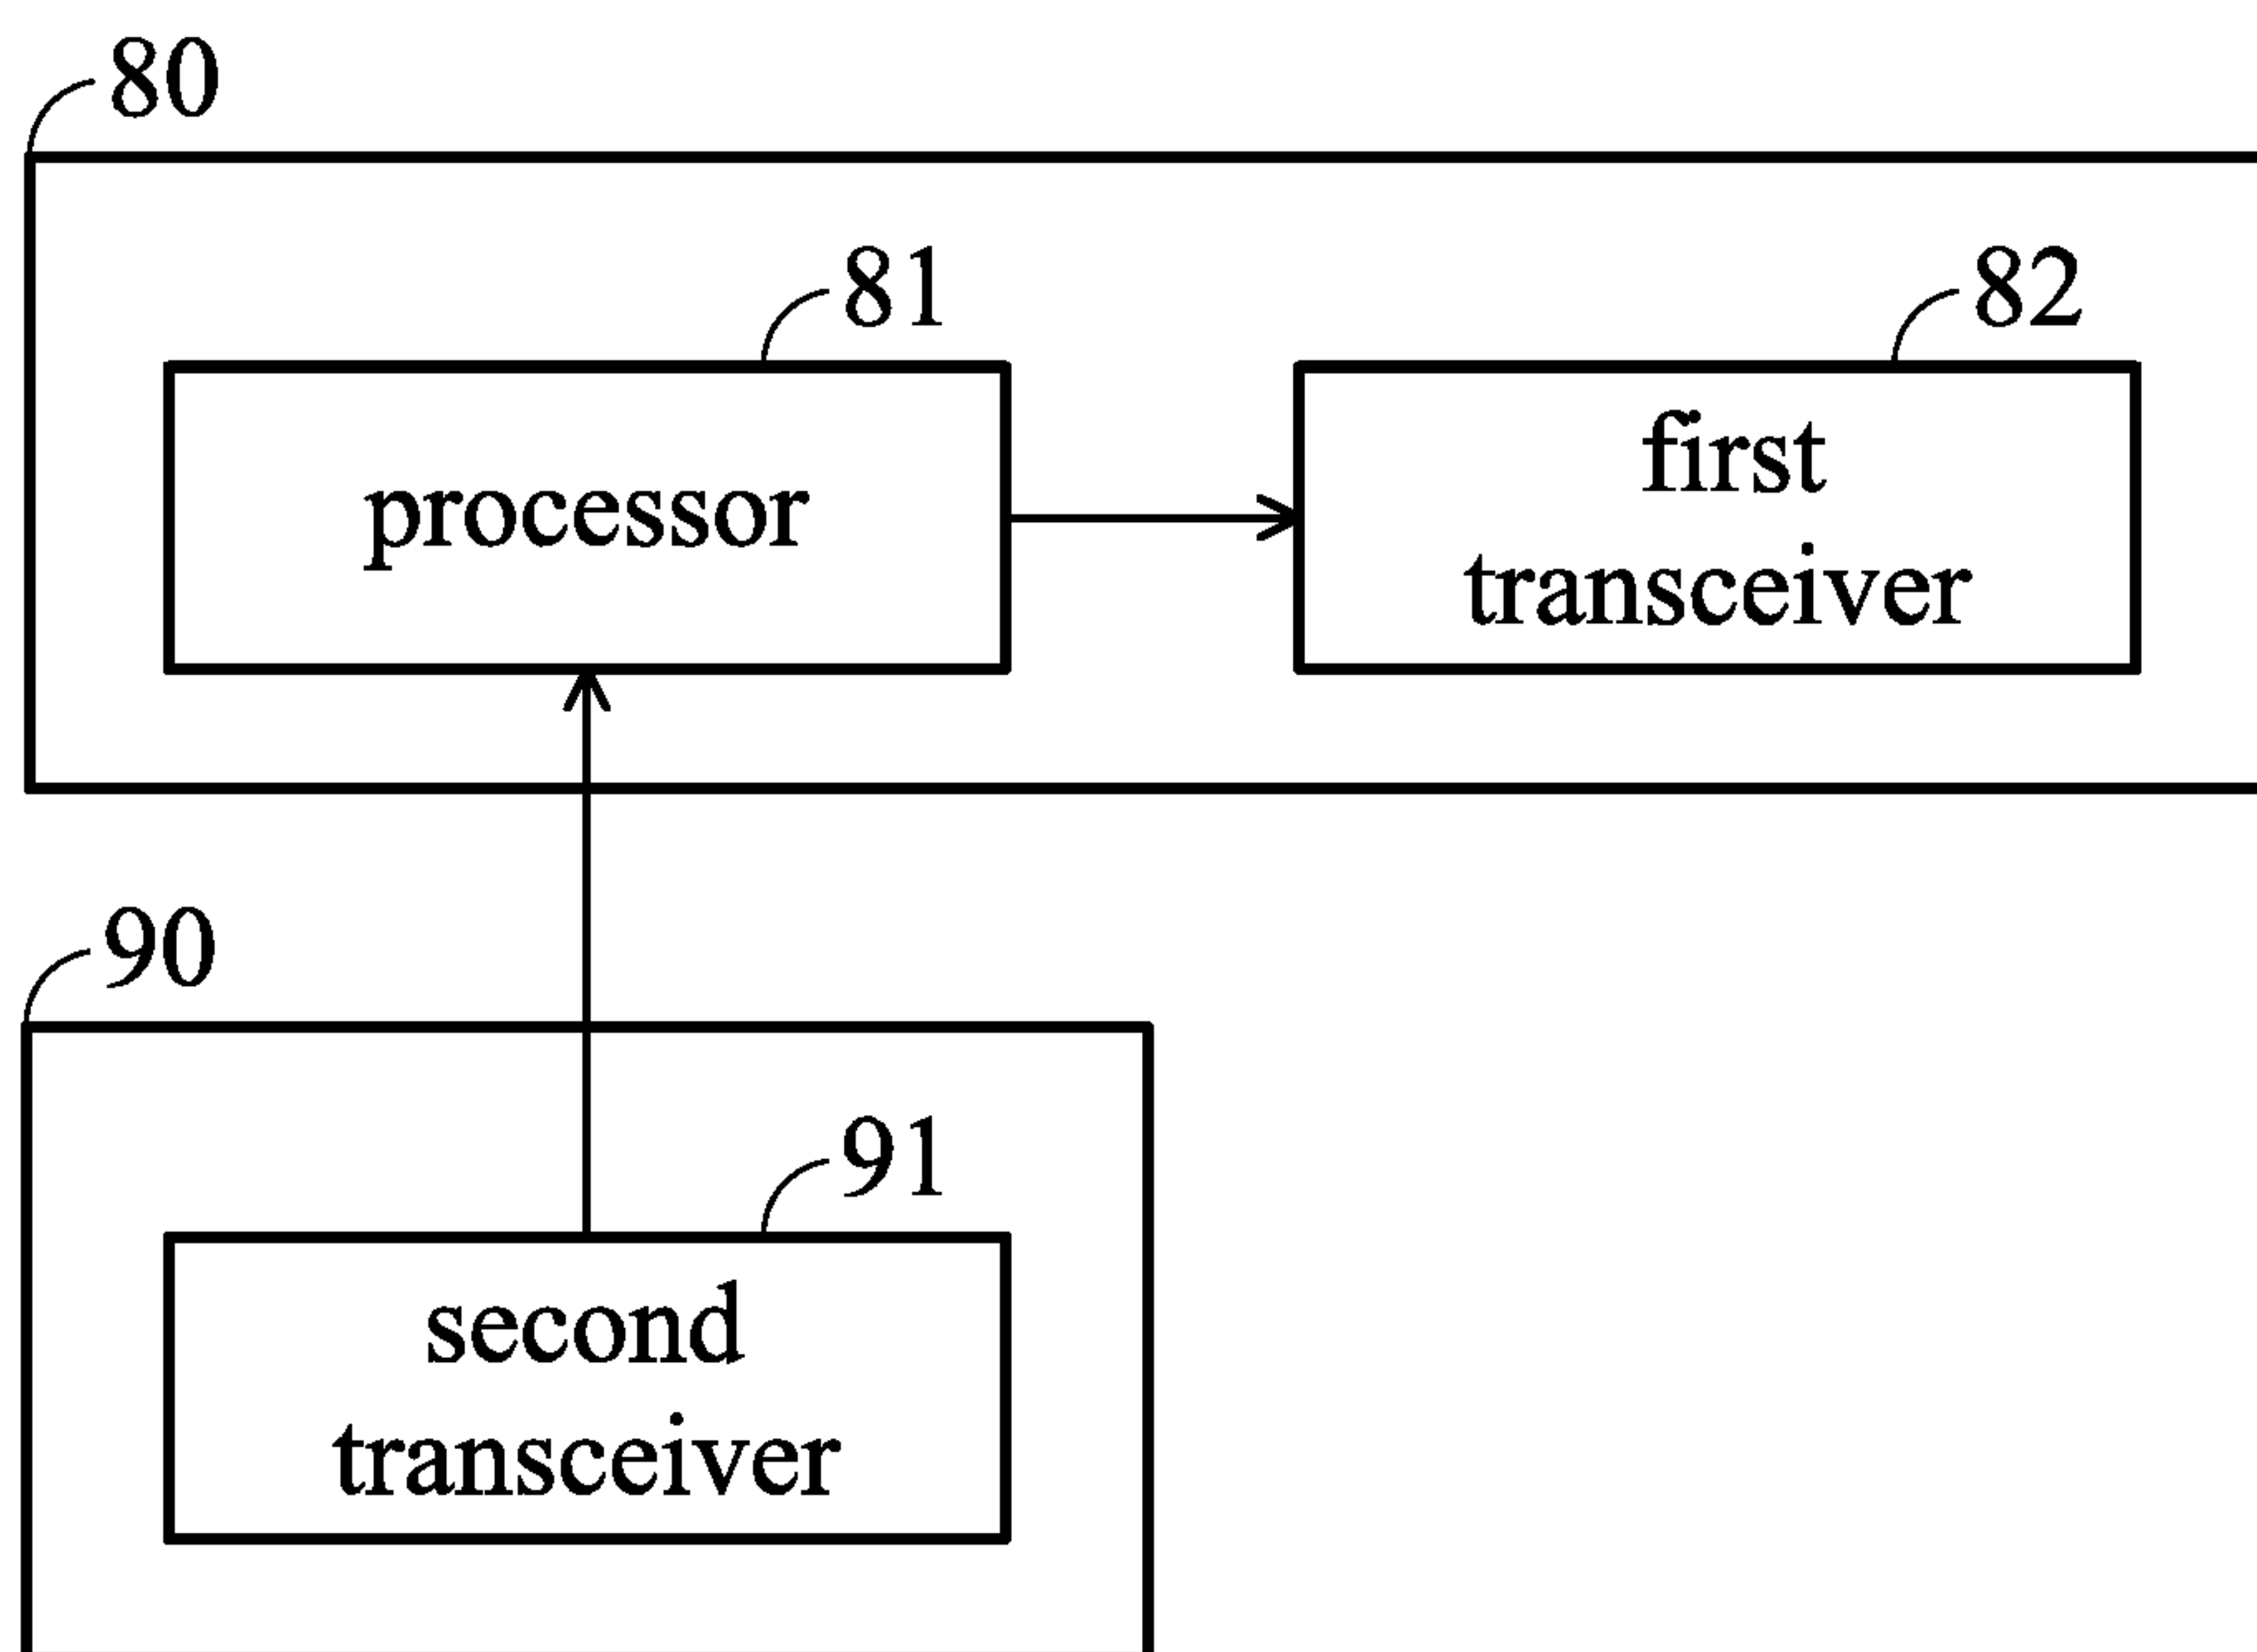 80
81
82
processor
first
transceiver
90
91
second
transceiver